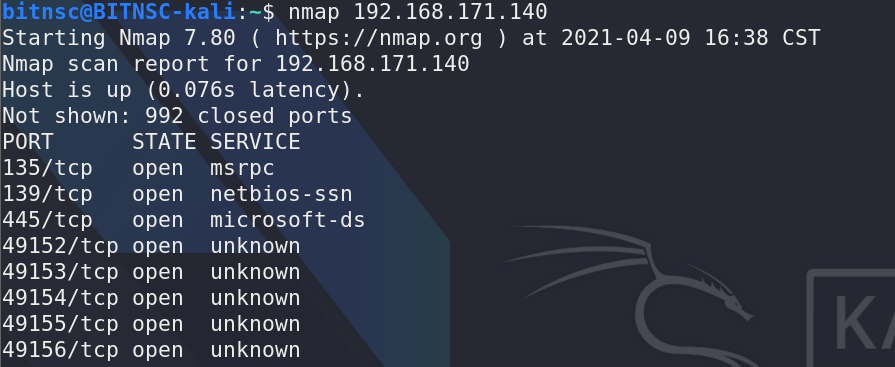 bitnsc@BITNSC-kali:~$ nmap 192.168.171.140
Starting Nmap 7.80 ( https://nmap.org ) at 2021-04-09 16:38 CST
Nmap scan report for 192.168.171.140
Host is up (0.076s latency).
Not shown: 992 closed ports
PORT      STATE SERVICE
135/tcp   open  msrpc
139/tcp   open  netbios-ssn
445/tcp   open  microsoft-ds
49152/tcp open  unknown
49153/tcp open  unknown
49154/tcp open  unknown
49155/tcp open  unknown
49156/tcp open  unknown